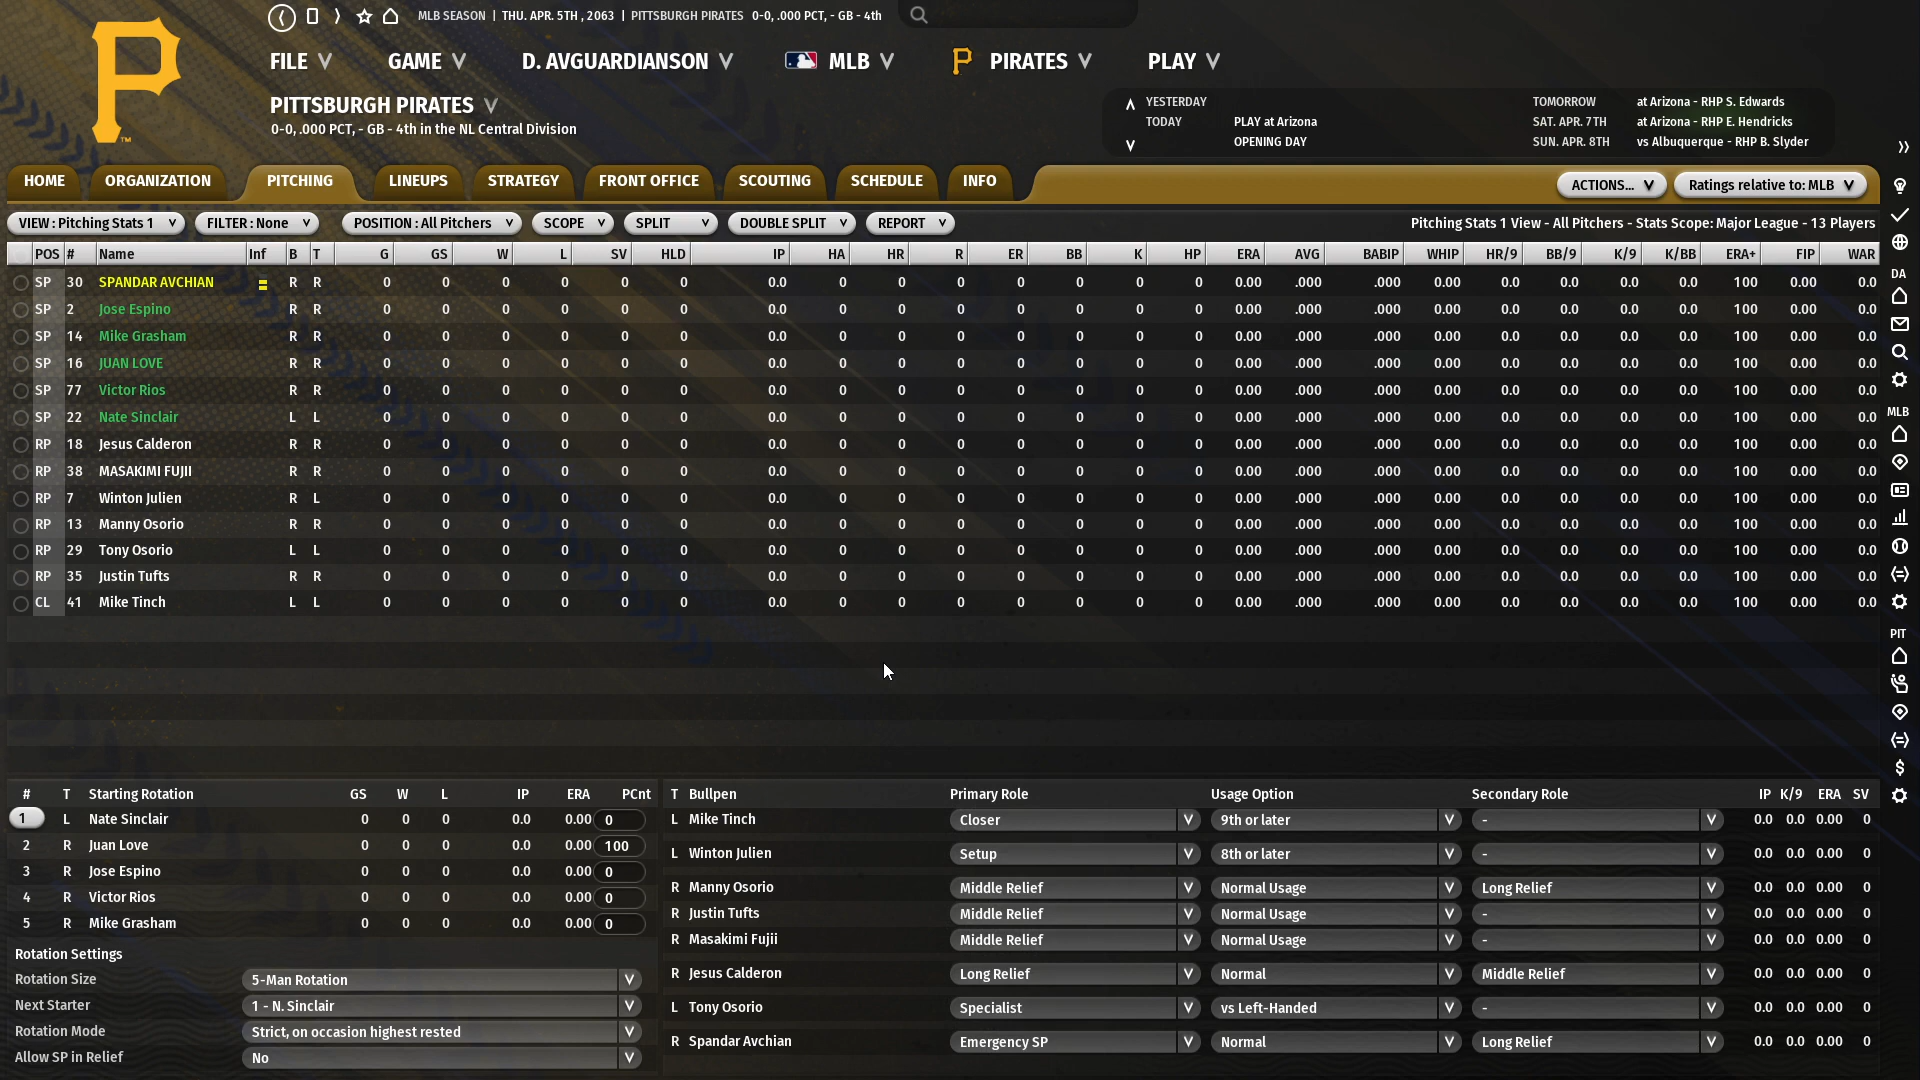 MLB SEASON | THU. APR. 5TH , 2063 | PITTSBURGH PIRATES 0-0, .000 PCT, - GB - 4th
FILE GAME D. AVGUARDIANSON MLB P PIRATES PLAY
P
TM
PITTSBURGH PIRATES
0-0, .000 PCT, - GB - 4th in the NL Central Division
YESTERDAY
TODAY PLAY at Arizona
OPENING DAY
TOMORROW at Arizona - RHP S. Edwards
SAT. APR. 7TH at Arizona - RHP E. Hendricks
SUN. APR. 8TH vs Albuquerque - RHP B. Slyder
HOME ORGANIZATION PITCHING LINEUPS STRATEGY FRONT OFFICE SCOUTING SCHEDULE INFO ACTIONS... Ratings relative to: MLB
VIEW : Pitching Stats 1 FILTER : None POSITION : All Pitchers SCOPE SPLIT DOUBLE SPLIT REPORT Pitching Stats 1 View - All Pitchers - Stats Scope: Major League - 13 Players
POS # Name Inf B T G GS W L SV HLD IP HA HR R ER BB K HP ERA AVG BABIP WHIP HR/9 BB/9 K/9 K/BB ERA+ FIP WAR
SP 30 SPANDAR AVCHIAN R R 0 0 0 0 0 0 0.0 0 0 0 0 0 0 0 0.00 .000 .000 0.00 0.0 0.0 0.0 0.0 100 0.00 0.0
SP 2 Jose Espino R R 0 0 0 0 0 0 0.0 0 0 0 0 0 0 0 0.00 .000 .000 0.00 0.0 0.0 0.0 0.0 100 0.00 0.0
SP 14 Mike Grasham R R 0 0 0 0 0 0 0.0 0 0 0 0 0 0 0 0.00 .000 .000 0.00 0.0 0.0 0.0 0.0 100 0.00 0.0
SP 16 JUAN LOVE R R 0 0 0 0 0 0 0.0 0 0 0 0 0 0 0 0.00 .000 .000 0.00 0.0 0.0 0.0 0.0 100 0.00 0.0
SP 77 Victor Rios R R 0 0 0 0 0 0 0.0 0 0 0 0 0 0 0 0.00 .000 .000 0.00 0.0 0.0 0.0 0.0 100 0.00 0.0
SP 22 Nate Sinclair L L 0 0 0 0 0 0 0.0 0 0 0 0 0 0 0 0.00 .000 .000 0.00 0.0 0.0 0.0 0.0 100 0.00 0.0
RP 18 Jesus Calderon R R 0 0 0 0 0 0 0.0 0 0 0 0 0 0 0 0.00 .000 .000 0.00 0.0 0.0 0.0 0.0 100 0.00 0.0
RP 38 MASAKIMI FUJII R R 0 0 0 0 0 0 0.0 0 0 0 0 0 0 0 0.00 .000 .000 0.00 0.0 0.0 0.0 0.0 100 0.00 0.0
RP 7 Winton Julien R L 0 0 0 0 0 0 0.0 0 0 0 0 0 0 0 0.00 .000 .000 0.00 0.0 0.0 0.0 0.0 100 0.00 0.0
RP 13 Manny Osorio R R 0 0 0 0 0 0 0.0 0 0 0 0 0 0 0 0.00 .000 .000 0.00 0.0 0.0 0.0 0.0 100 0.00 0.0
RP 29 Tony Osorio L L 0 0 0 0 0 0 0.0 0 0 0 0 0 0 0 0.00 .000 .000 0.00 0.0 0.0 0.0 0.0 100 0.00 0.0
RP 35 Justin Tufts R R 0 0 0 0 0 0 0.0 0 0 0 0 0 0 0 0.00 .000 .000 0.00 0.0 0.0 0.0 0.0 100 0.00 0.0
CL 41 Mike Tinch L L 0 0 0 0 0 0 0.0 0 0 0 0 0 0 0 0.00 .000 .000 0.00 0.0 0.0 0.0 0.0 100 0.00 0.0
DA
MLB
PIT
$
# T Starting Rotation GS W L IP ERA PCnt
1 L Nate Sinclair 0 0 0 0.0 0.00 0
2 R Juan Love 0 0 0 0.0 0.00 100
3 R Jose Espino 0 0 0 0.0 0.00 0
4 R Victor Rios 0 0 0 0.0 0.00 0
5 R Mike Grasham 0 0 0 0.0 0.00 0
Rotation Settings
Rotation Size 5-Man Rotation
Next Starter 1 - N. Sinclair
Rotation Mode Strict, on occasion highest rested
Allow SP in Relief No
T Bullpen Primary Role Usage Option Secondary Role IP K/9 ERA SV
L Mike Tinch Closer 9th or later - 0.0 0.0 0.00 0
L Winton Julien Setup 8th or later - 0.0 0.0 0.00 0
R Manny Osorio Middle Relief Normal Usage Long Relief 0.0 0.0 0.00 0
R Justin Tufts Middle Relief Normal Usage - 0.0 0.0 0.00 0
R Masakimi Fujii Middle Relief Normal Usage - 0.0 0.0 0.00 0
R Jesus Calderon Long Relief Normal Middle Relief 0.0 0.0 0.00 0
L Tony Osorio Specialist vs Left-Handed - 0.0 0.0 0.00 0
R Spandar Avchian Emergency SP Normal Long Relief 0.0 0.0 0.00 0